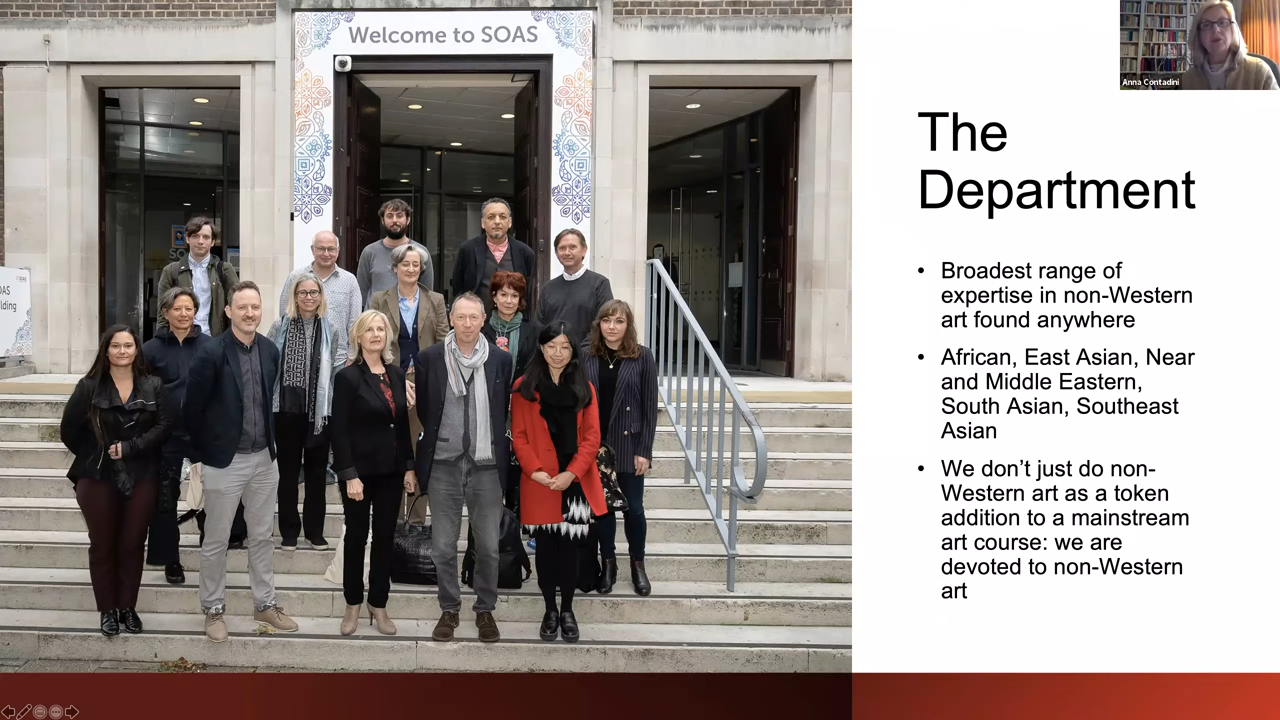 Welcome to SOAS
Anna Contadini
The
Department
• Broadest range of
expertise in non-Western
art found anywhere
• African, East Asian, Near
and Middle Eastern,
South Asian, Southeast
Asian
• We don’t just do non-
Western art as a token
addition to a mainstream
art course: we are
devoted to non-Western
art